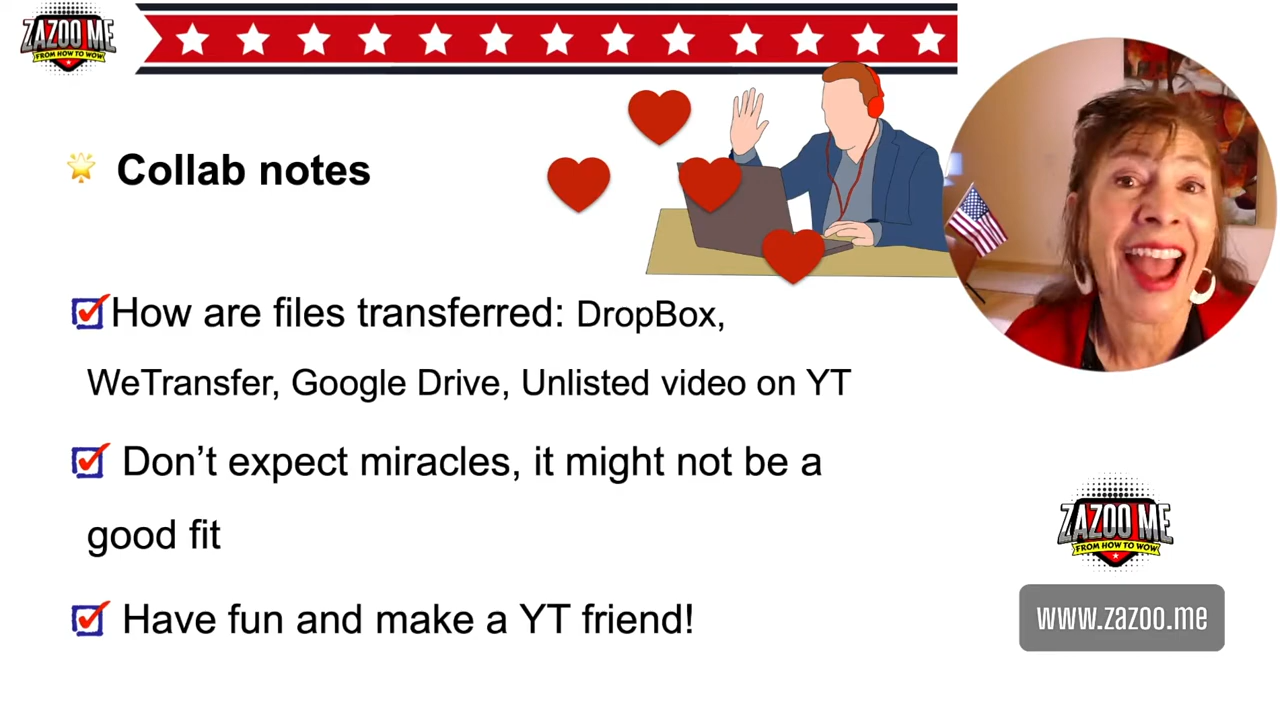 ZAZOO ME
FROM HOW TO WOW
Collab notes
How are files transferred: DropBox,
WeTransfer, Google Drive, Unlisted video on YT
Don’t expect miracles, it might not be a
good fit
Have fun and make a YT friend!
ZAZOO ME
FROM HOW TO WOW
www.zazoo.me